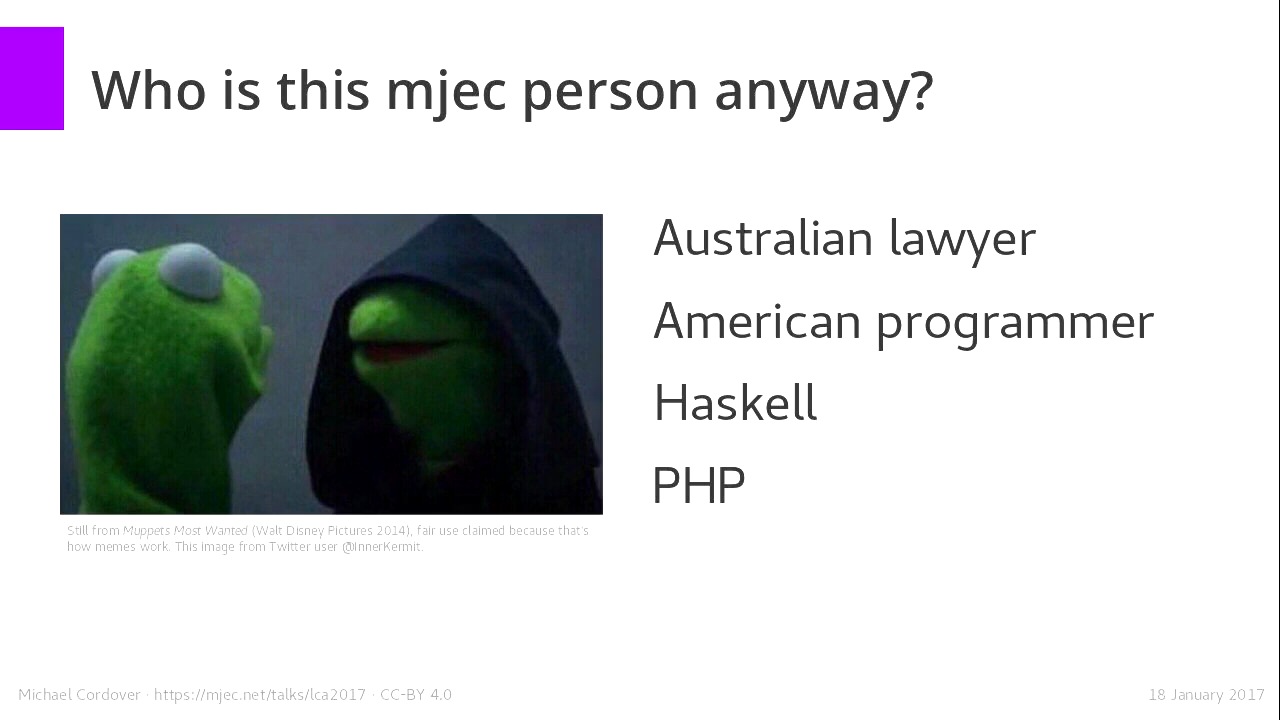 Who is this mjec person anyway?
Australian lawyer
American programmer
Haskell
PHP
Still from Muppets Most Wanted (Walt Disney Pictures 2014), fair use claimed because that's
how memes work. This image from Twitter user @InnerKermit.
Michael Cordover · https://mjec.net/talks/lca2017 · CC-BY 4.0
18 January 2017